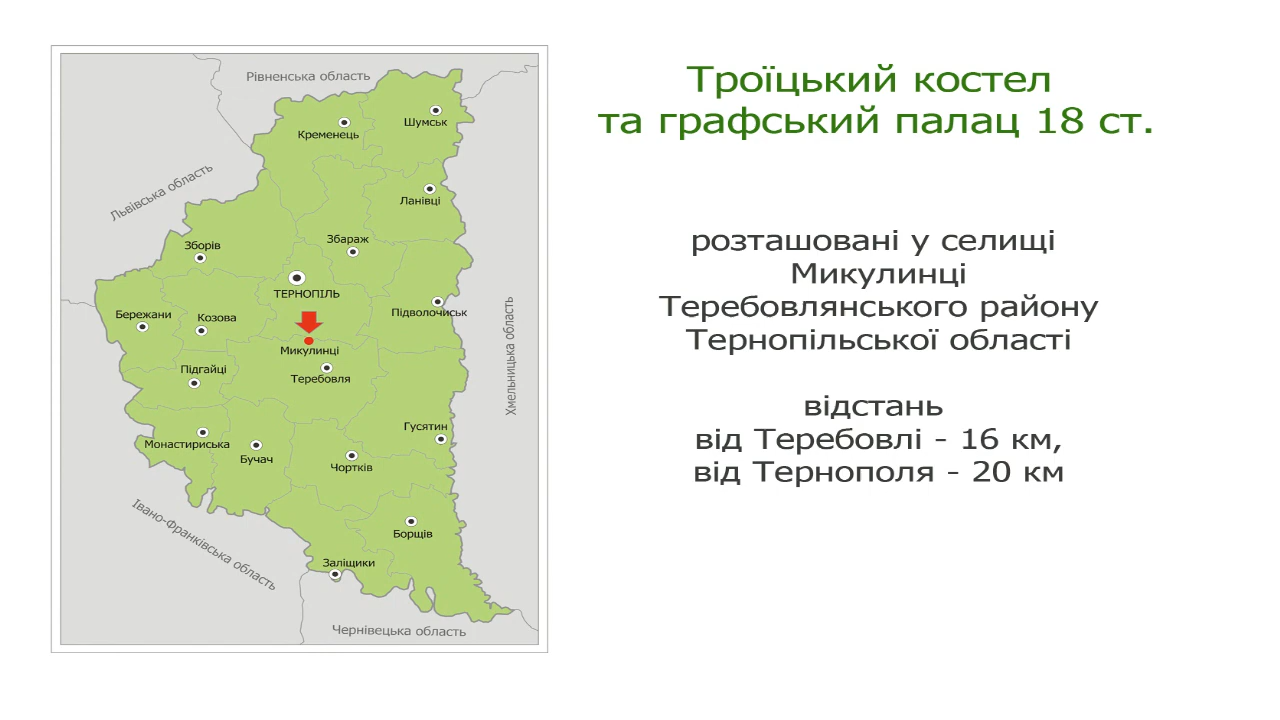 Троїцький костел
та графський палац 18 ст.
розташовані у селищі
Микулинці
Теребовлянського району
Тернопільської області
відстань
від Теребовлі - 16 км,
від Тернополя - 20 км
Рівненська область
Шумськ
Кременець
Львівська область
Ланівці
Збараж
Зборів
ТЕРНОПІЛЬ
Підволочиськ
Бережани
Козова
Микулинці
Теребовля
Підгайці
Хмельницька область
Гусятин
Монастириська
Бучач
Чортків
Івано-Франківська область
Борщів
Заліщики
Чернівецька область